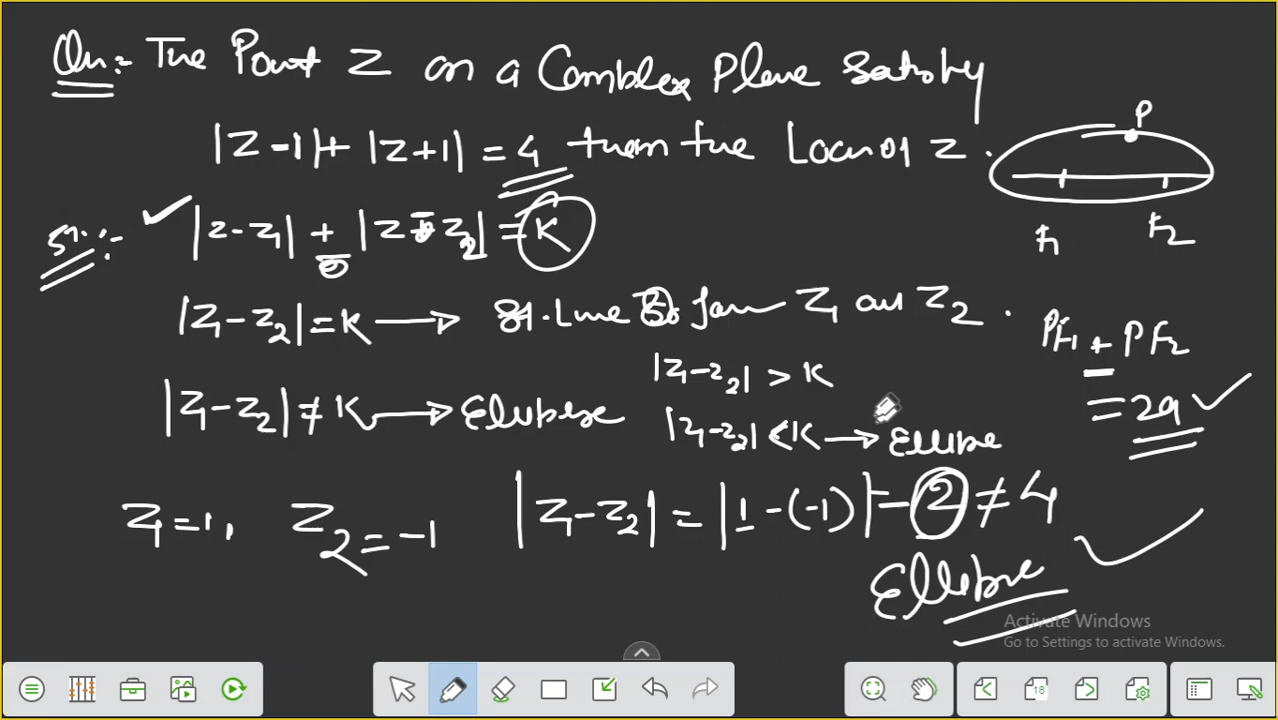 Qn:- The Point Z on a Complex Plane Satisfy
|Z-1| + |Z+1| = 4 then the Locus of Z.
P
F1 F2
Sn:- |z-z1| + |z-z2| = K
|z1-z2| = K → St. Line Join Z1 and Z2.
PF1 + PF2
= 2a
|z1-z2| > K
|z1-z2| ≠ K → Ellipse
|z1-z2| < K → Ellipse
z1 = 1, z2 = -1 |z1-z2| = |1-(-1)| = 2 ≠ 4
Ellipse
Activate Windows
Go to Settings to activate Windows.
18